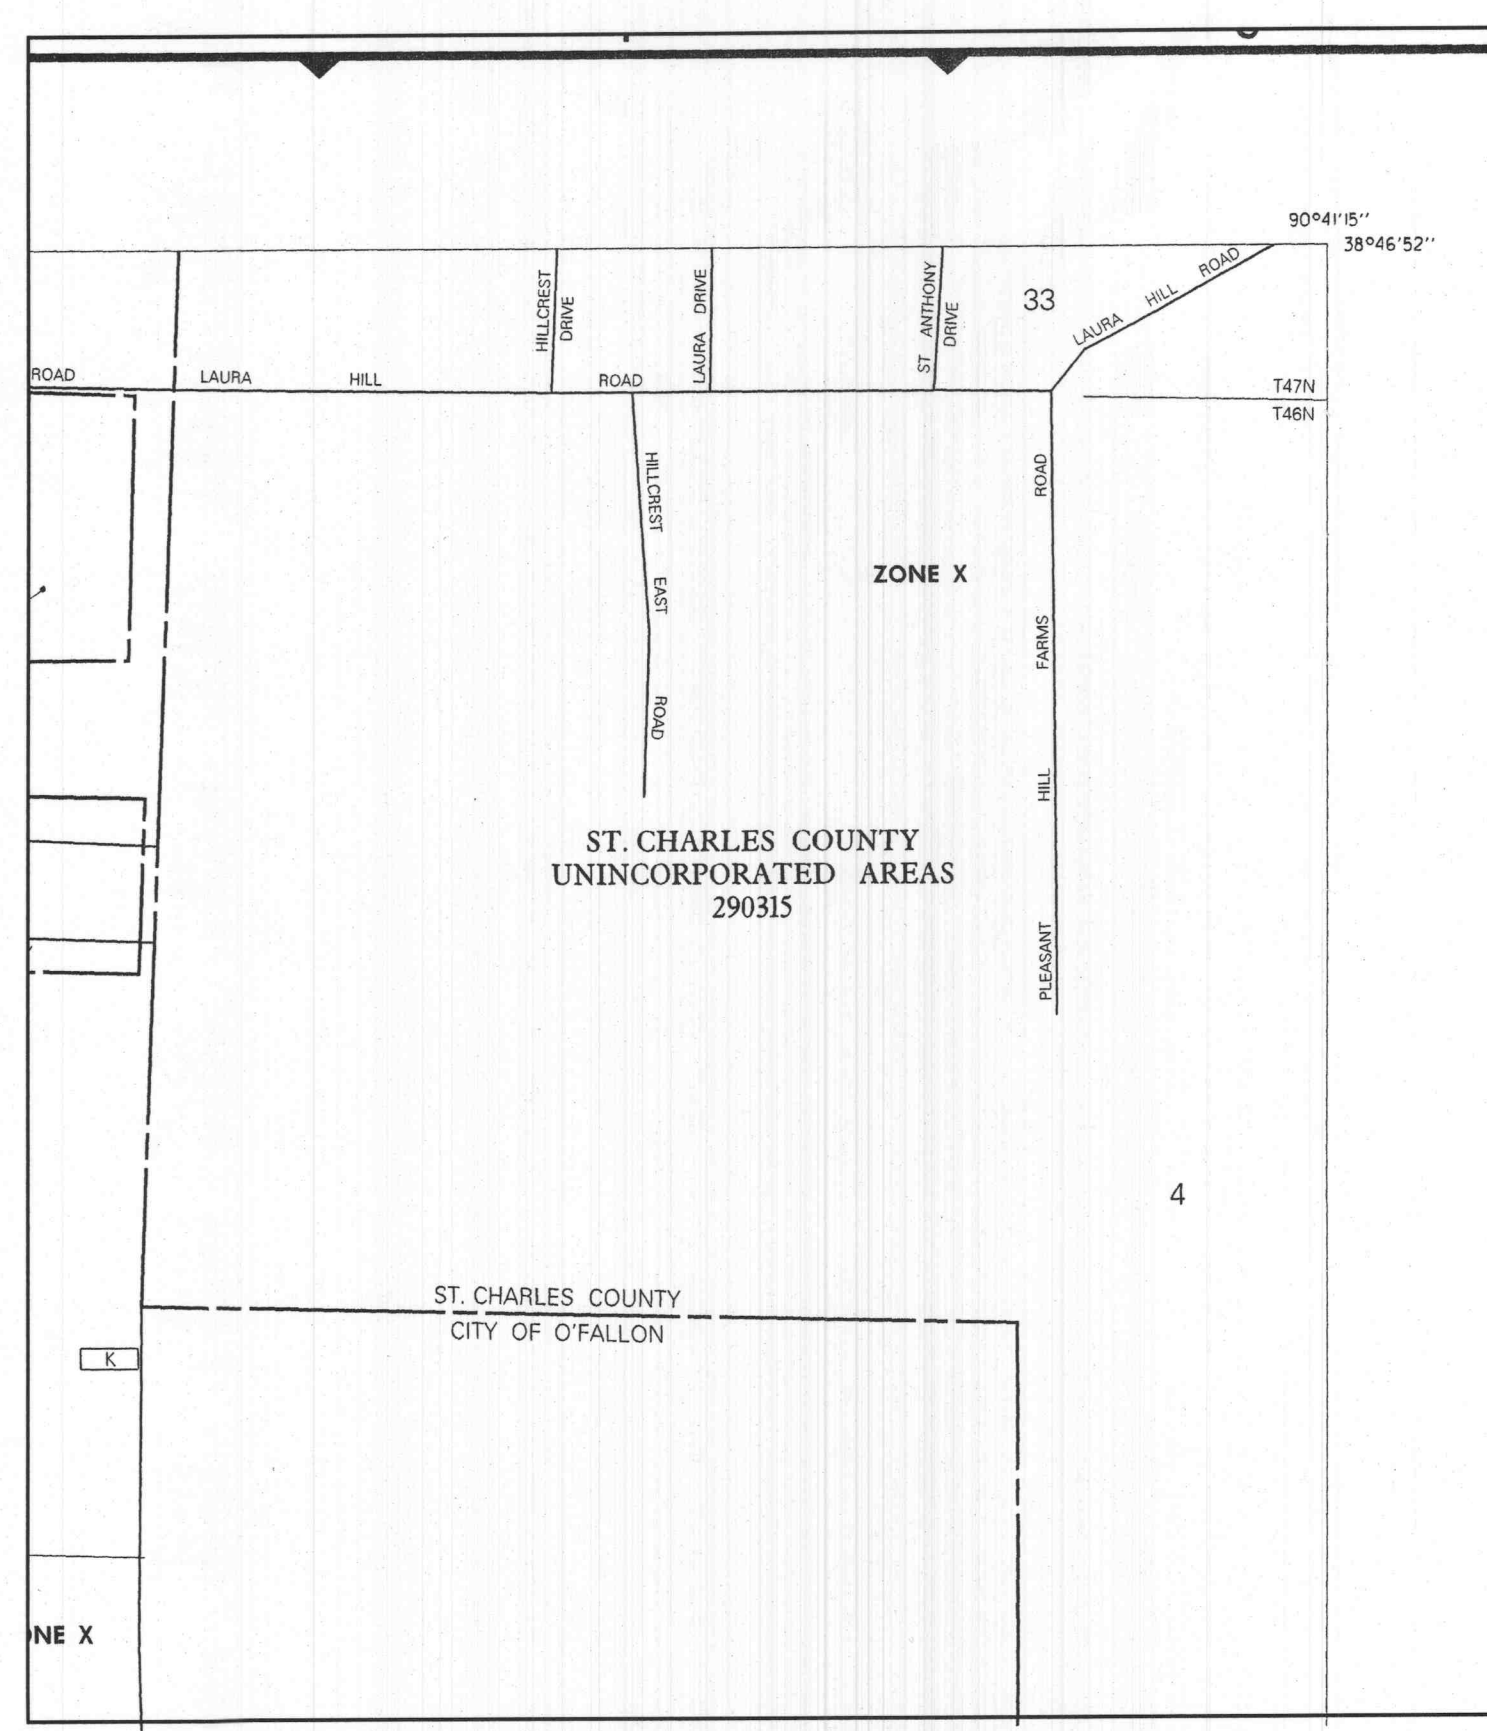 90°41'15''
38°46'52''
HILLCREST
DRIVE
LAURA DRIVE
ST ANTHONY
DRIVE
33
LAURA HILL ROAD
ROAD
LAURA HILL ROAD
T47N
T46N
HILLCREST EAST ROAD
ZONE X
PLEASANT HILL FARMS ROAD
ST. CHARLES COUNTY
UNINCORPORATED AREAS
290315
4
ST. CHARLES COUNTY
CITY OF O'FALLON
K
NE X